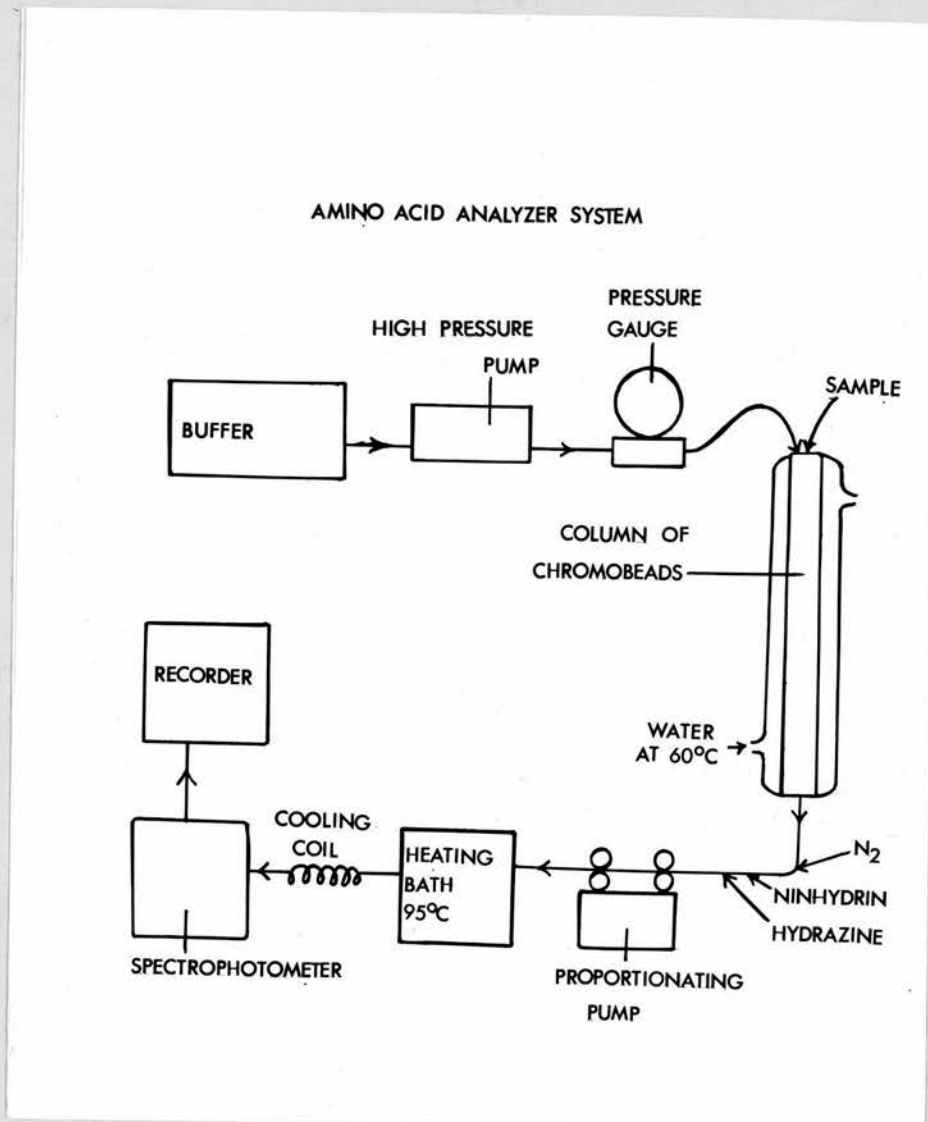 AMINO ACID ANALYZER SYSTEM
PRESSURE
GAUGE
HIGH PRESSURE
PUMP
SAMPLE
BUFFER
COLUMN OF
CHROMOBEADS
RECORDER
WATER
AT 60°C
COOLING
COIL
HEATING
BATH
95°C
N₂
NINHYDRIN
HYDRAZINE
SPECTROPHOTOMETER
PROPORTIONATING
PUMP